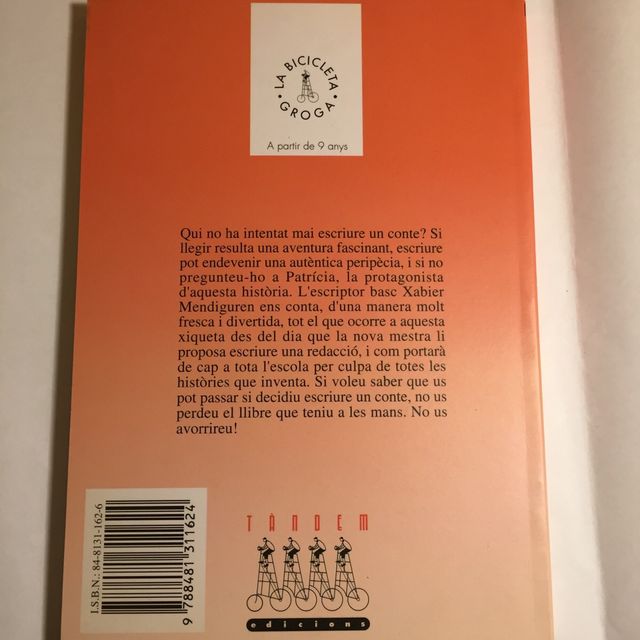 · LA BICICLETA ·
GROGA
A partir de 9 anys
Qui no ha intentat mai escriure un conte? Si
llegir resulta una aventura fascinant, escriure
pot endevenir una autèntica peripècia, i si no
pregunteu-ho a Patrícia, la protagonista
d'aquesta història. L'escriptor basc Xabier
Mendiguren ens conta, d'una manera molt
fresca i divertida, tot el que ocorre a aquesta
xiqueta des del dia que la nova mestra li
proposa escriure una redacció, i com portarà
de cap a tota l'escola per culpa de totes les
històries que inventa. Si voleu saber que us
pot passar si decidiu escriure un conte, no us
perdeu el llibre que teniu a les mans. No us
avorrireu!
I.S.B.N.: 84-8131-162-6
9 788481 311624
TÀNDEM
edicions